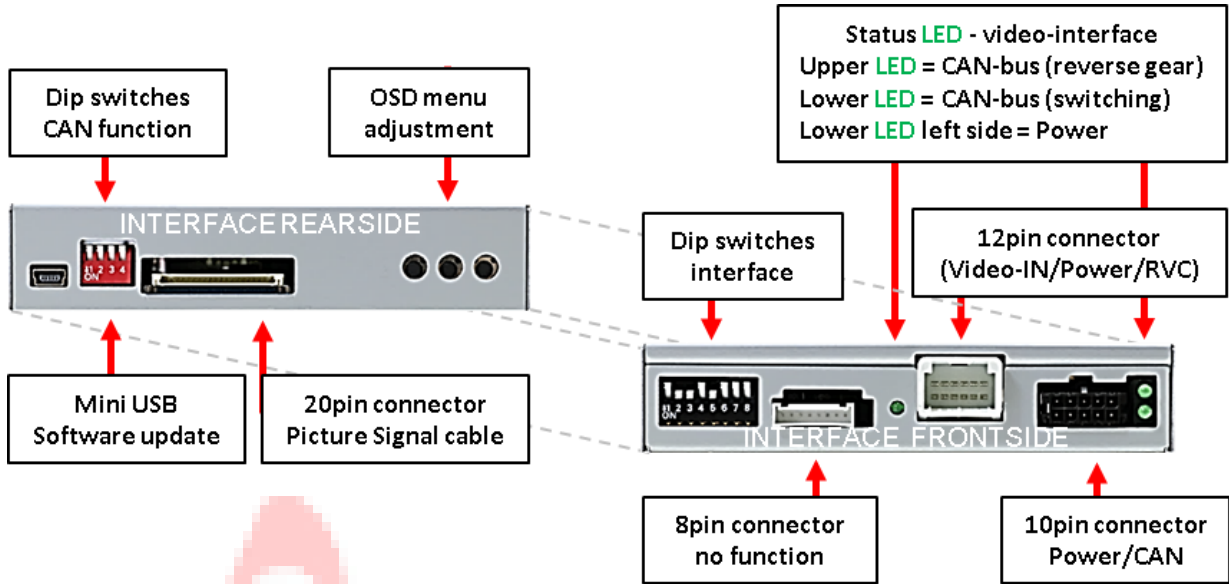 Status LED - video-interface
Upper LED = CAN-bus (reverse gear)
Lower LED = CAN-bus (switching)
Lower LED left side = Power
Dip switches
CAN function
OSD menu
adjustment
INTERFACE REARSIDE
1 2 3 4
ON
Dip switches
interface
12pin connector
(Video-IN/Power/RVC)
Mini USB
Software update
20pin connector
Picture Signal cable
1 2 3 4 5 6 7 8
ON
INTERFACE FRONTSIDE
8pin connector
no function
10pin connector
Power/CAN